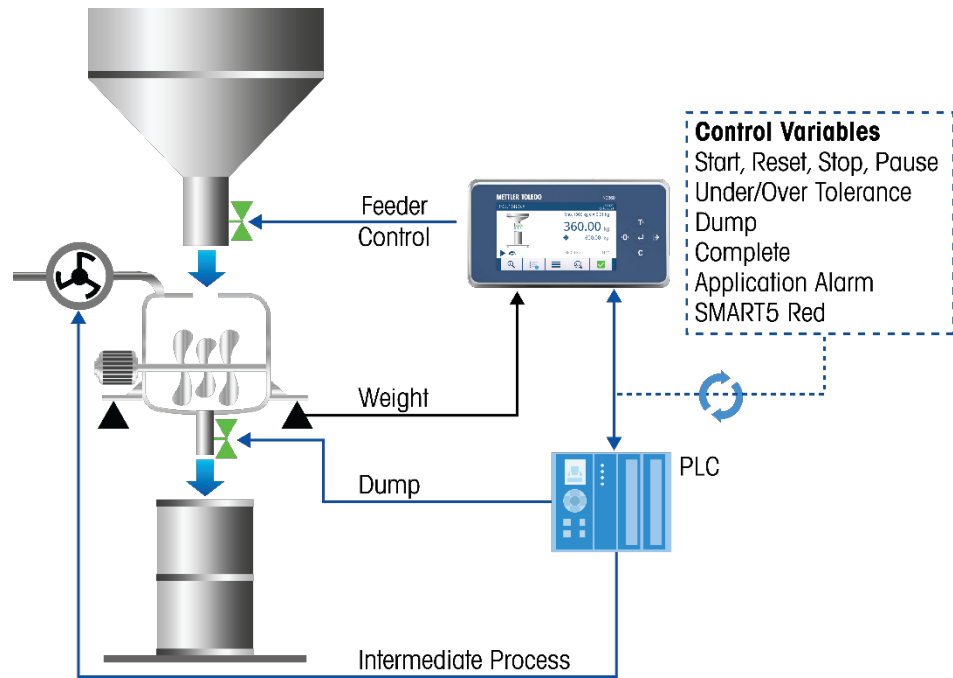 Control Variables
Start, Reset, Stop, Pause
Under/Over Tolerance
Dump
Complete
Application Alarm
SMART5 Red
METTLER TOLEDO
Feeder
Control
360.00 kg
T
C
Weight
PLC
Dump
Intermediate Process